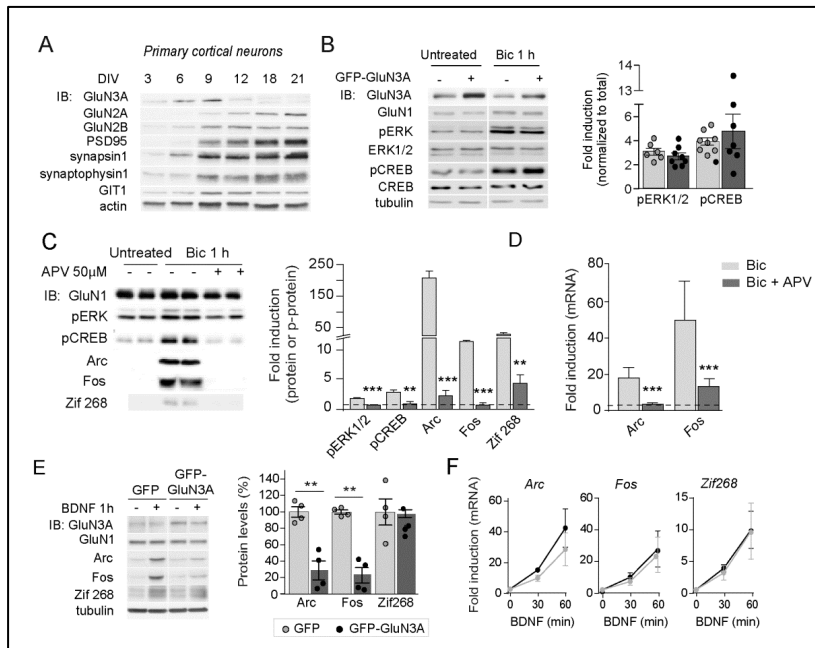 A
Primary cortical neurons
DIV 3 6 9 12 18 21
IB: GluN3A
GluN2A
GluN2B
PSD95
synapsin1
synaptophysin1
GIT1
actin
B
Untreated Bic 1 h
GFP-GluN3A - + - +
IB: GluN3A
GluN1
pERK
ERK1/2
pCREB
CREB
tubulin
Fold induction
(normalized to total)
14
13
8
6
4
2
0
pERK1/2 pCREB
C
Untreated Bic 1 h
APV 50µM - - - - + +
IB: GluN1
pERK
pCREB
Arc
Fos
Zif 268
Fold induction
(protein or p-protein)
250
200
150
100
50
10
5
0
*** ** *** *** **
pERK1/2 pCREB Arc Fos Zif 268
D
Bic
Bic + APV
Fold induction (mRNA)
80
60
40
20
0
*** ***
Arc Fos
E
GFP GFP-
GluN3A
BDNF 1h - + - +
IB: GluN3A
GluN1
Arc
Fos
Zif 268
tubulin
Protein levels (%)
140
120
100
80
60
40
20
0
** **
Arc Fos Zif268
GFP GFP-GluN3A
F
Arc Fos Zif268
Fold induction (mRNA)
60
40
20
0
60
40
20
0
15
10
5
0
0 30 60 0 30 60 0 30 60
BDNF (min) BDNF (min) BDNF (min)